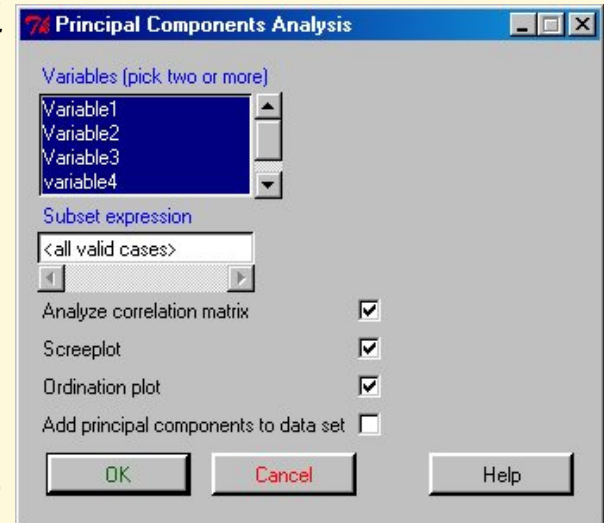 Principal Components Analysis
Variables (pick two or more)
Variable1
Variable2
Variable3
variable4
Subset expression
<all valid cases>
Analyze correlation matrix
Screeplot
Ordination plot
Add principal components to data set
OK Cancel Help